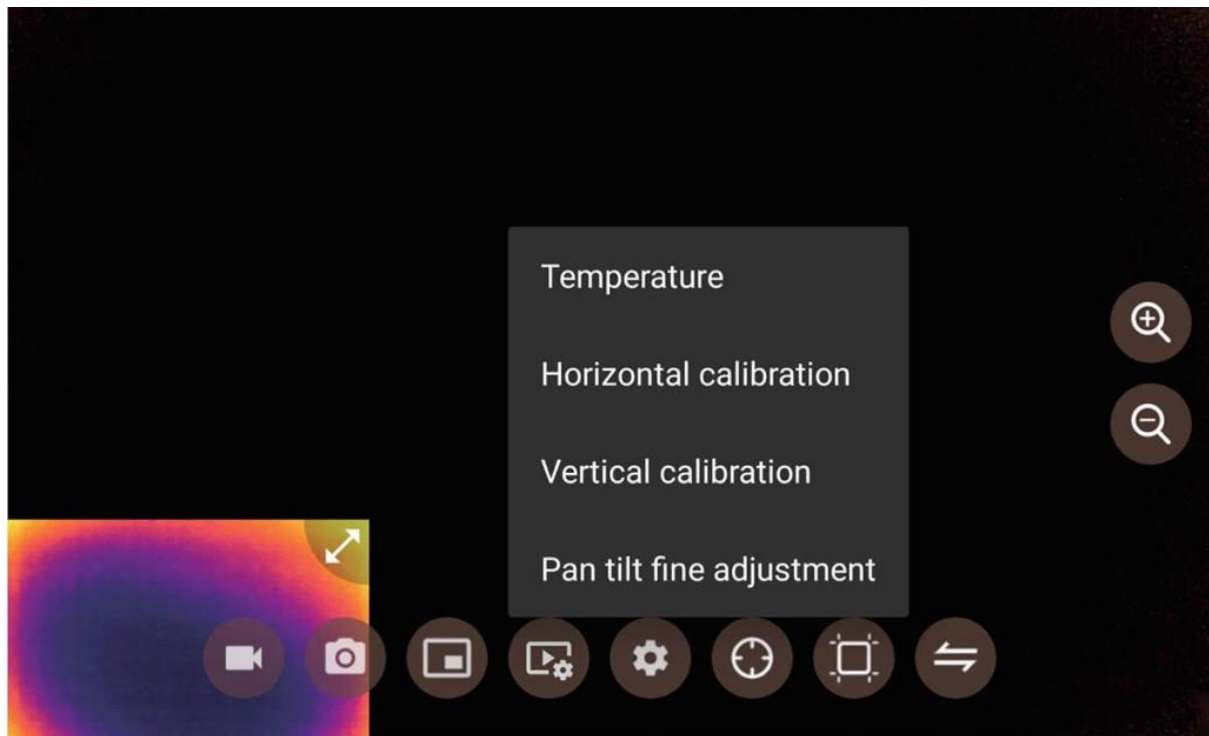 Temperature
Horizontal calibration
Vertical calibration
Pan tilt fine adjustment